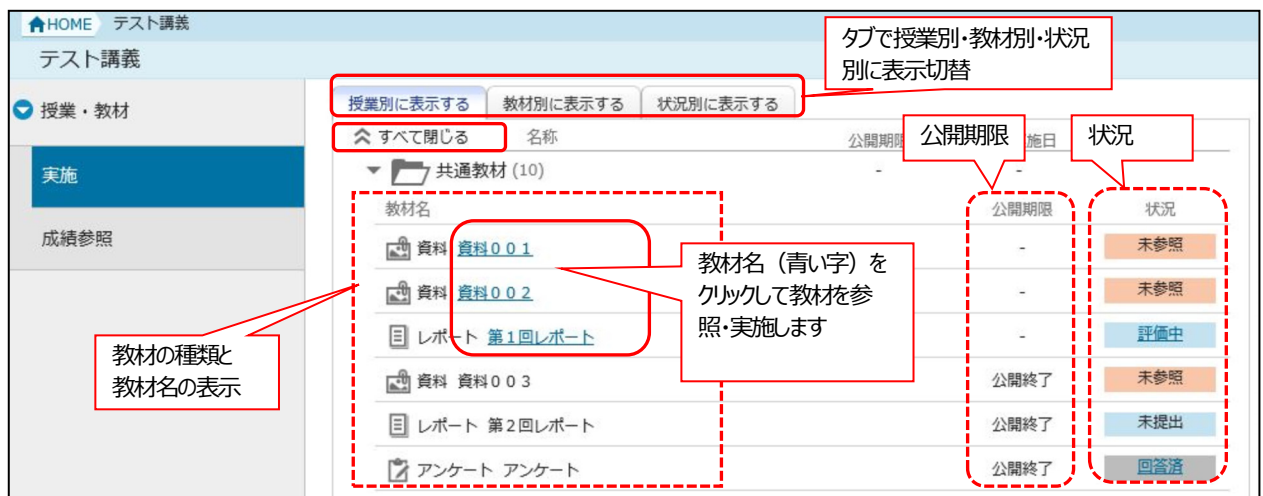 HOME テスト講義
テスト講義
タブで授業別・教材別・状況
別に表示切替
授業・教材
授業別に表示する 教材別に表示する 状況別に表示する
すべて閉じる 名称 公開期 施日
公開期限
状況
実施
共通教材 (10) - -
教材名 公開期限 状況
成績参照
資料 資料001 - 未参照
教材名（青い字）を
クリックして教材を参
照・実施します
資料 資料002 - 未参照
レポート 第1回レポート - 評価中
教材の種類と
教材名の表示
資料 資料003 公開終了 未参照
レポート 第2回レポート 公開終了 未提出
アンケート アンケート 公開終了 回答済